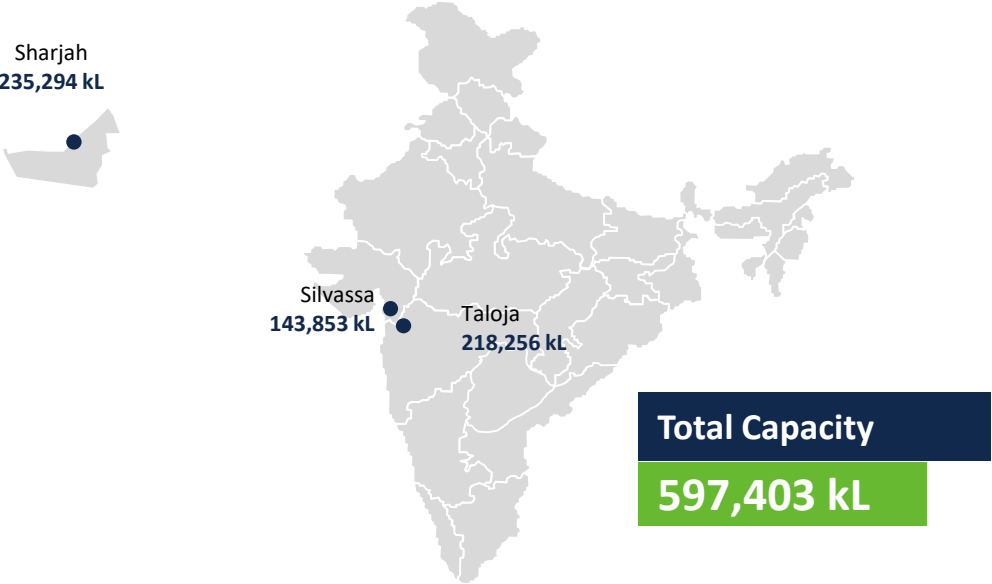 Sharjah
235,294 kL
Silvassa
143,853 kL
Taloja
218,256 kL
Total Capacity
597,403 kL